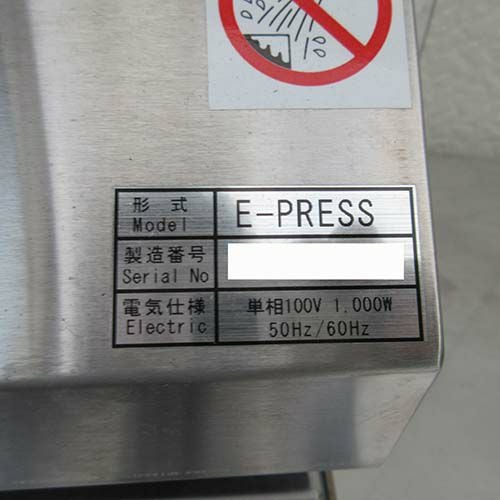 形式
Model
E-PRESS
製造番号
Serial No
電気仕様
Electric
単相100V 1,000W
50Hz/60Hz